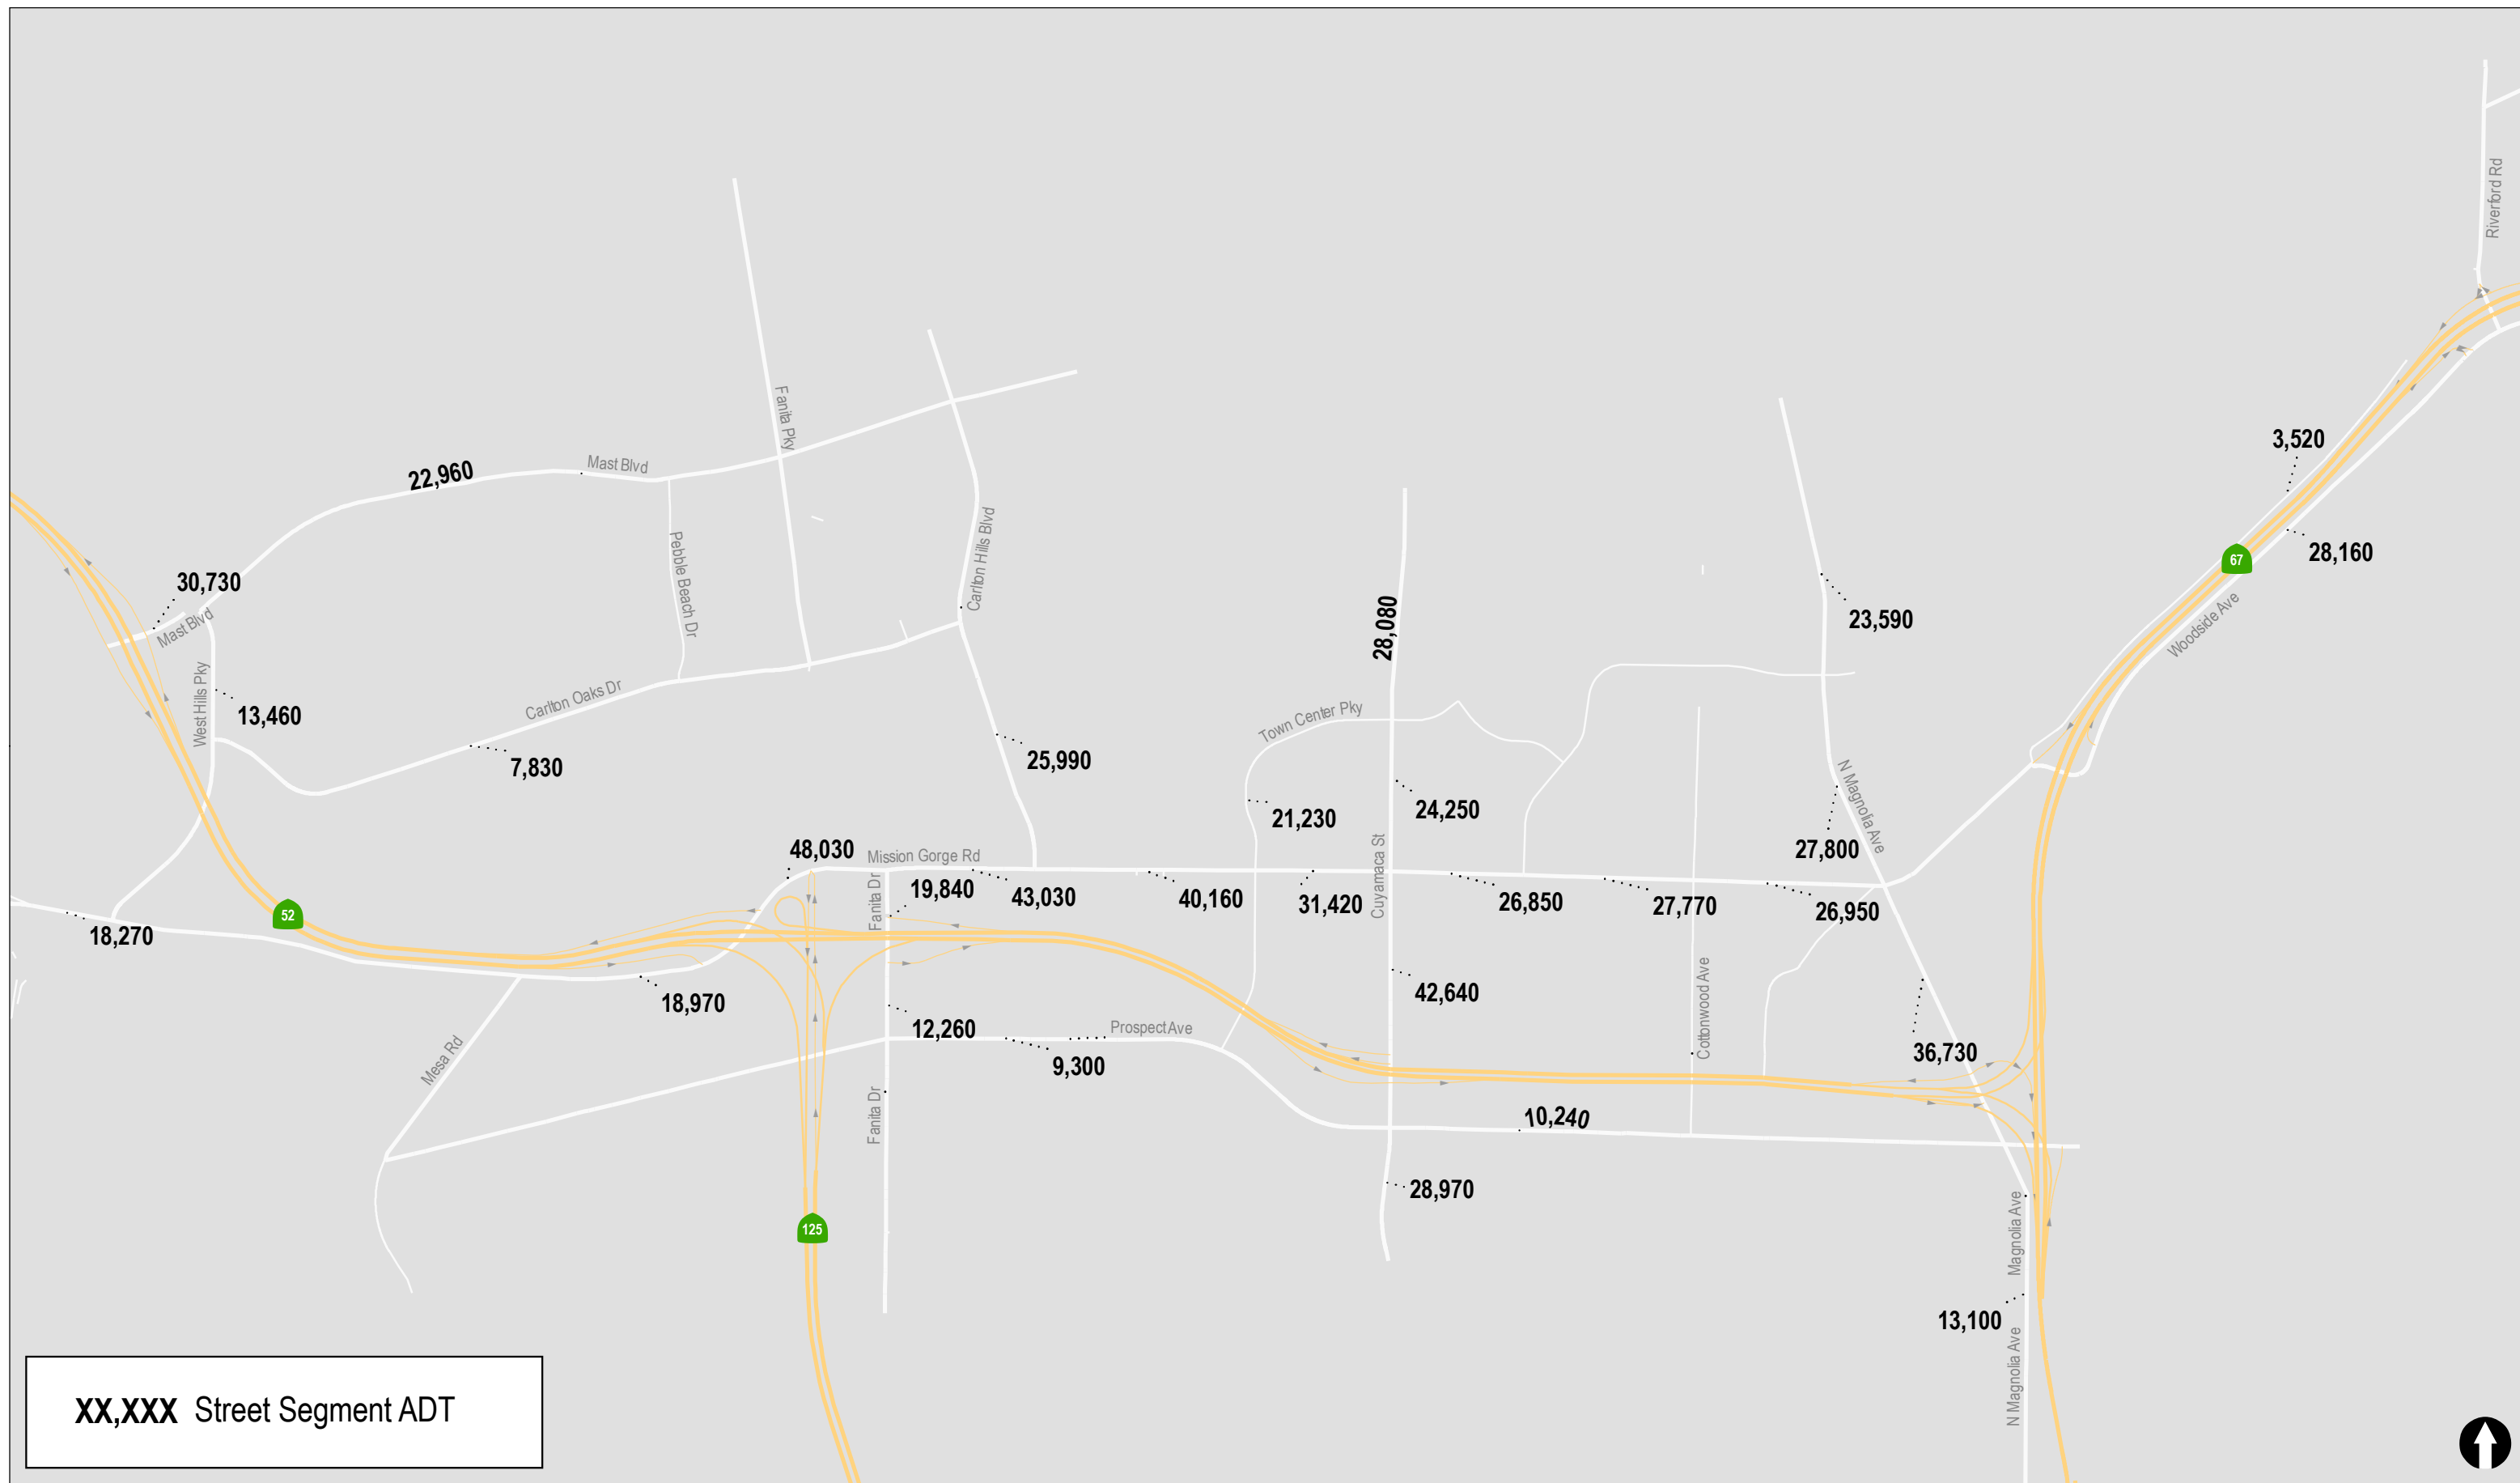 Riverford Rd
Fanita Pky
3,520
Mast Blvd
22,960
28,160
67
Carlton Hills Blvd
Pebble Beach Dr
30,730
Mast Blvd
28,080
23,590
Woodside Ave
West Hills Pky
13,460
Carlton Oaks Dr
7,830
Town Center Pky
25,990
21,230
24,250
N Magnolia Ave
27,800
48,030
Mission Gorge Rd
19,840
Fanita Dr
43,030
40,160
31,420
Cuyamaca St
26,850
27,770
26,950
52
18,270
18,970
42,640
Cottonwood Ave
12,260
Prospect Ave
9,300
36,730
Mesa Rd
Fanita Dr
10,240
28,970
125
Magnolia Ave
13,100
N Magnolia Ave
XX,XXX Street Segment ADT